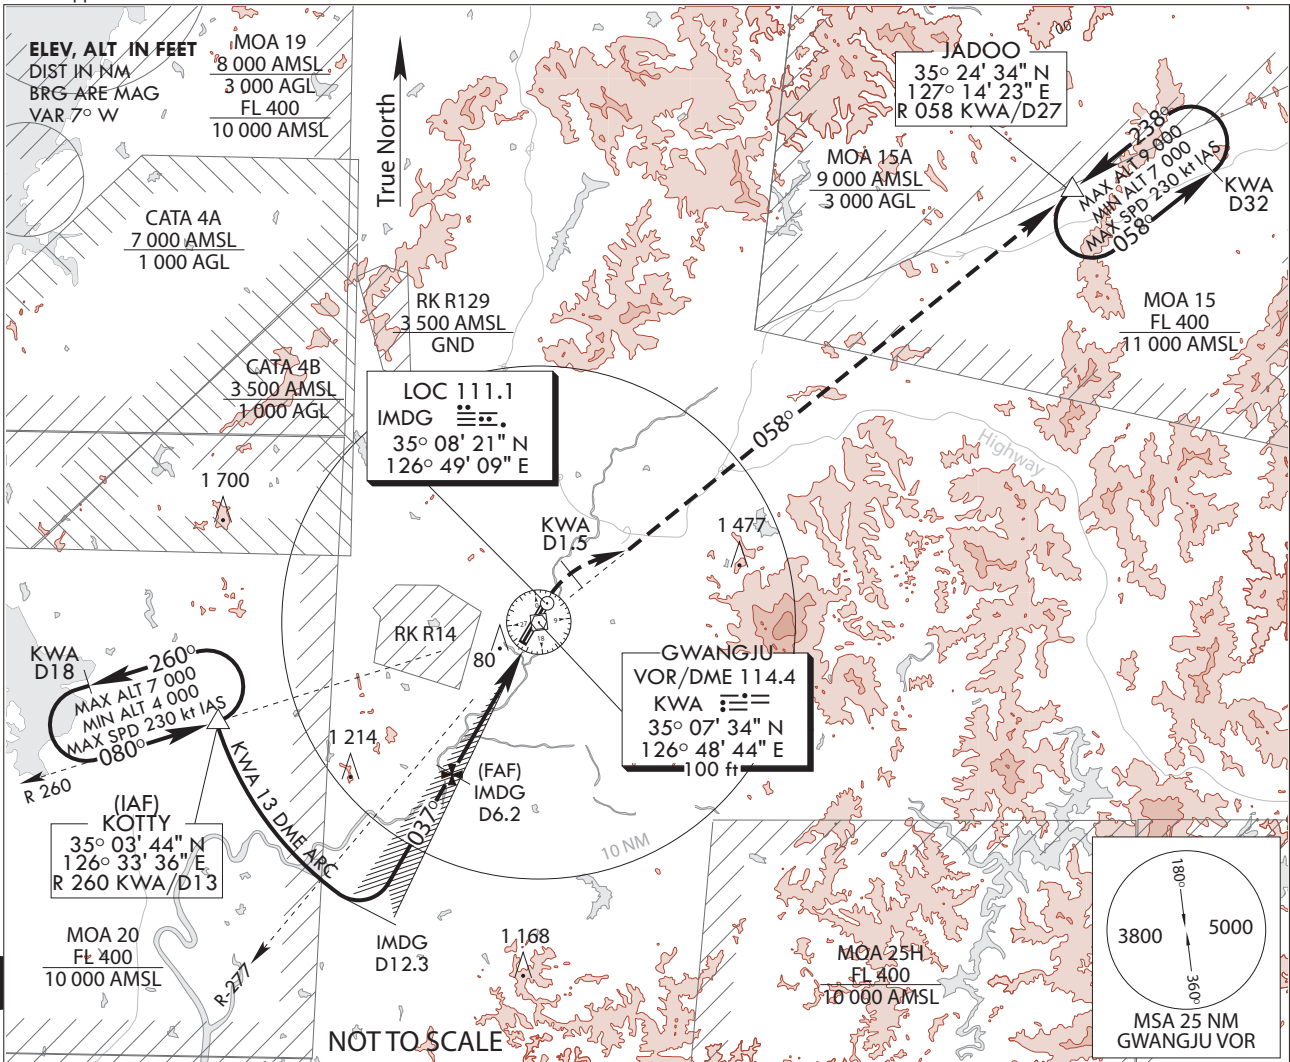 ELEV, ALT IN FEET
DIST IN NM
BRG ARE MAG
VAR 7° W
MOA 19
8 000 AMSL
3 000 AGL
FL 400
10 000 AMSL
True North
JADOO
35° 24' 34" N
127° 14' 23" E
R 058 KWA/D27
238°
MAX ALT 9 000
MIN ALT 7 000
MAX SPD 230 kt IAS
058°
KWA
D32
MOA 15A
9 000 AMSL
3 000 AGL
CATA 4A
7 000 AMSL
1 000 AGL
RK R129
3 500 AMSL
GND
MOA 15
FL 400
11 000 AMSL
CATA 4B
3 500 AMSL
1 000 AGL
LOC 111.1
IMDG
35° 08' 21" N
126° 49' 09" E
058°
Highway
1 700
KWA
D1.5
1 477
RK R14
80
27
9
18
GWANGJU
VOR/DME 114.4
KWA
35° 07' 34" N
126° 48' 44" E
100 ft
KWA
D18
260°
MAX ALT 7 000
MIN ALT 4 000
MAX SPD 230 kt IAS
080°
R 260
1 214
KWA 13 DME ARC
(FAF)
IMDG
D6.2
037°
(IAF)
KOTTY
35° 03' 44" N
126° 33' 36" E
R 260 KWA/D13
10 NM
MOA 20
FL 400
10 000 AMSL
R-277
IMDG
D12.3
1 168
MOA 25H
FL 400
10 000 AMSL
180°
3800
5000
360°
MSA 25 NM
GWANGJU VOR
NOT TO SCALE